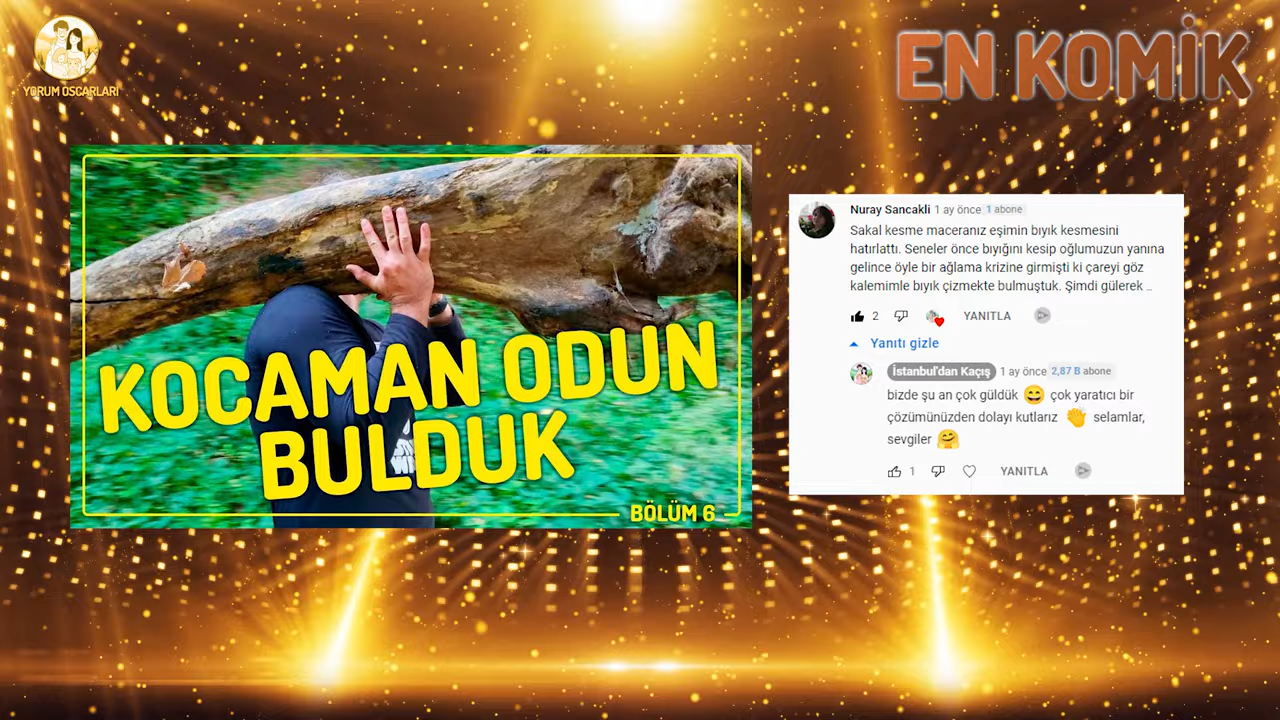 YORUM OSCARLARI
EN KOMİK
KOCAMAN ODUN
BULDUK
BÖLÜM 6
Nuray Sancakli 1 ay önce 1 abone
Sakal kesme maceranız eşimin bıyık kesmesini
hatırlattı. Seneler önce bıyığını kesip oğlumuzun yanına
gelince öyle bir ağlama krizine girmişti ki çareyi göz
kalemimle bıyık çizmekte bulmuştuk. Şimdi gülerek ..
2 YANITLA
Yanıtı gizle
İstanbul'dan Kaçış 1 ay önce 2,87 B abone
bizde şu an çok güldük 😄 çok yaratıcı bir
çözümünüzden dolayı kutlarız 👏 selamlar,
sevgiler 🤗
1 YANITLA